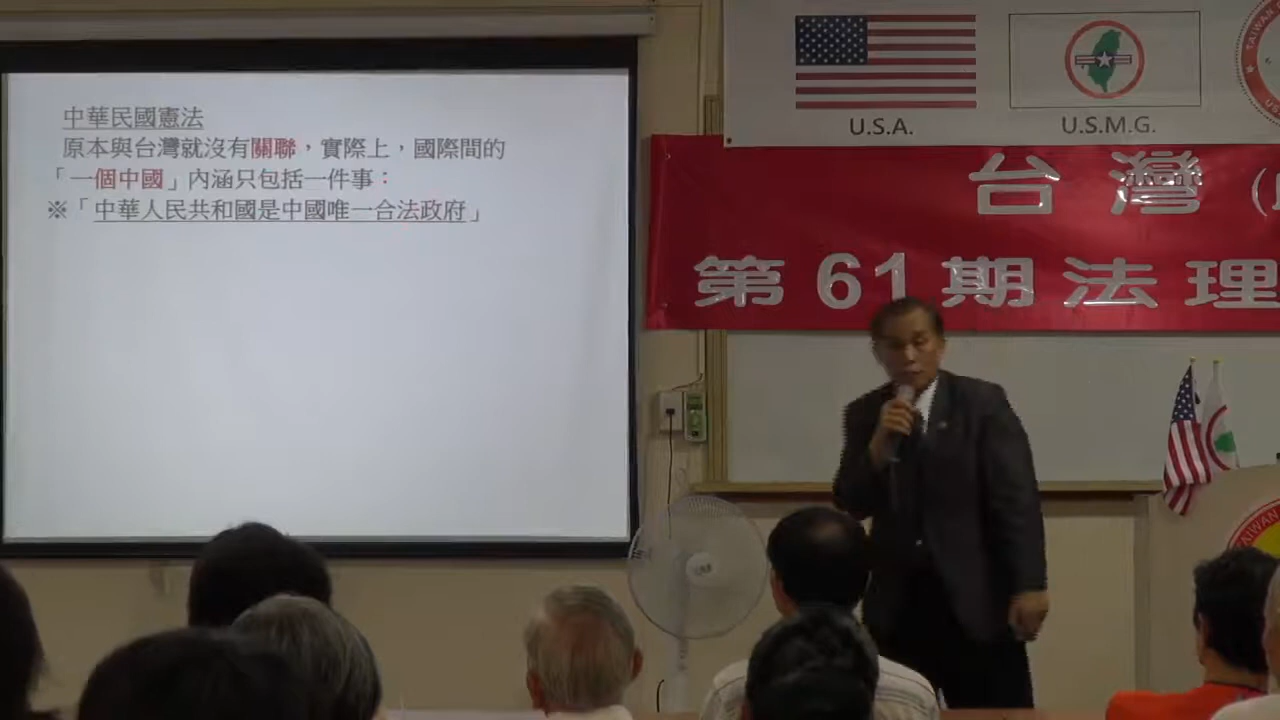 中華民國憲法
原本與台灣就沒有關聯，實際上，國際間的
「一個中國」內涵只包括一件事：
※「中華人民共和國是中國唯一合法政府」
U.S.A.
U.S.M.G.
TAIWAN
台灣（
第61期法理
TAIWAN